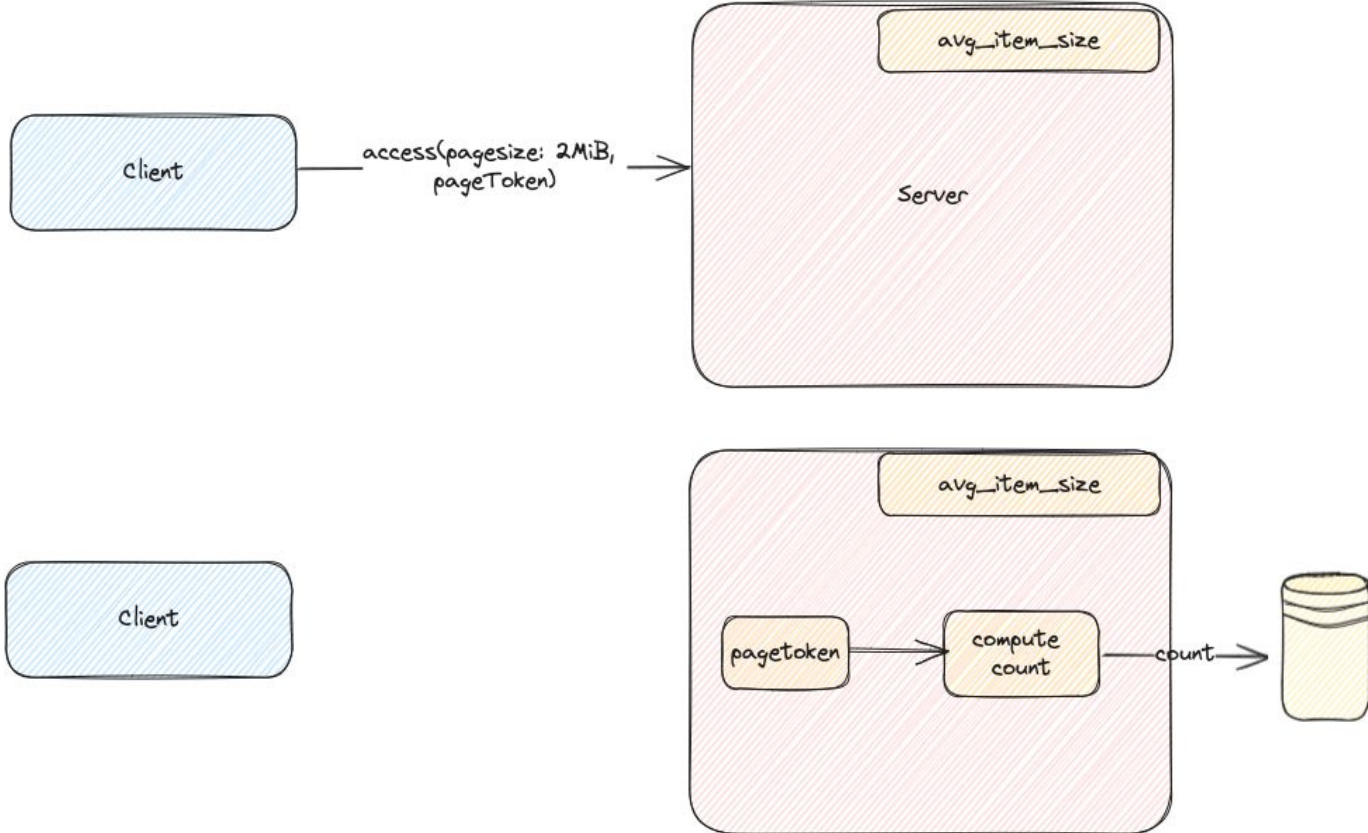 avg_item_size
Client
access(pagesize: 2MiB,
pageToken)
Server
avg_item_size
Client
pagetoken
compute
count
count